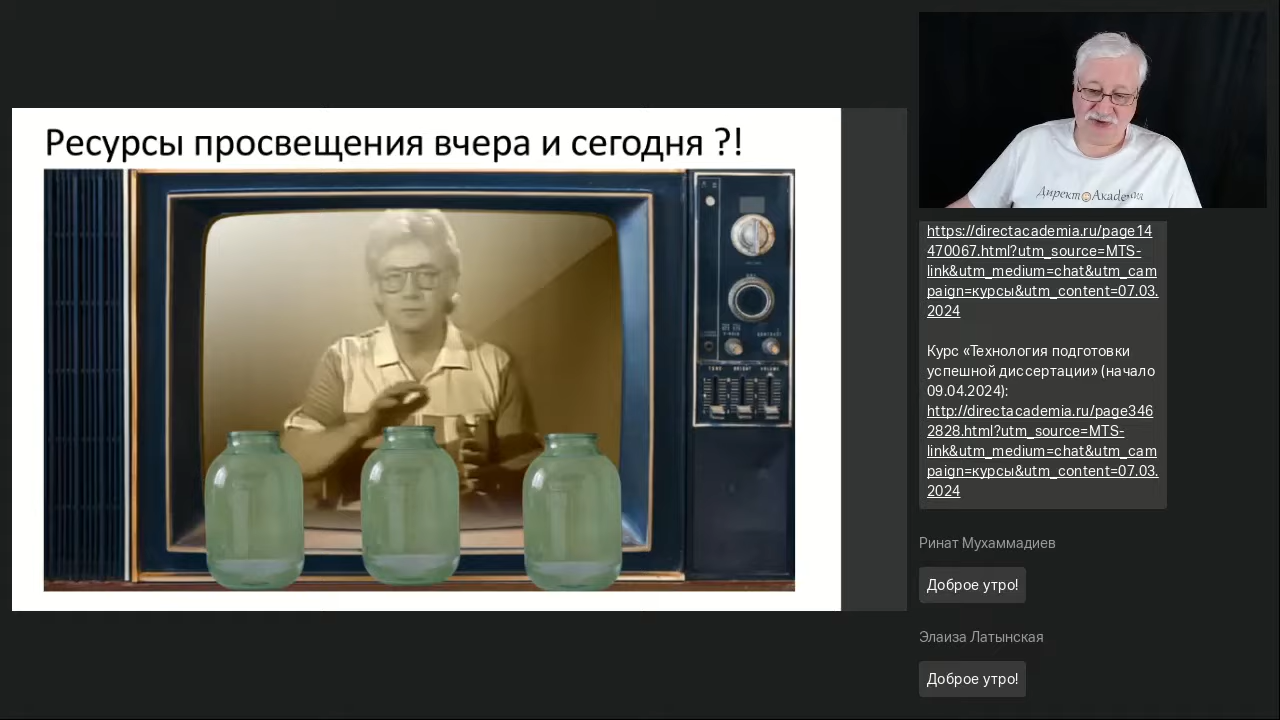 Ресурсы просвещения вчера и сегодня ?!
Директ Academia
https://directacademia.ru/page14
470067.html?utm_source=MTS-
link&utm_medium=chat&utm_cam
paign=курсы&utm_content=07.03.
2024
Курс «Технология подготовки
успешной диссертации» (начало
09.04.2024):
http://directacademia.ru/page346
2828.html?utm_source=MTS-
link&utm_medium=chat&utm_cam
paign=курсы&utm_content=07.03.
2024
Ринат Мухаммадиев
Доброе утро!
Элаиза Латынская
Доброе утро!